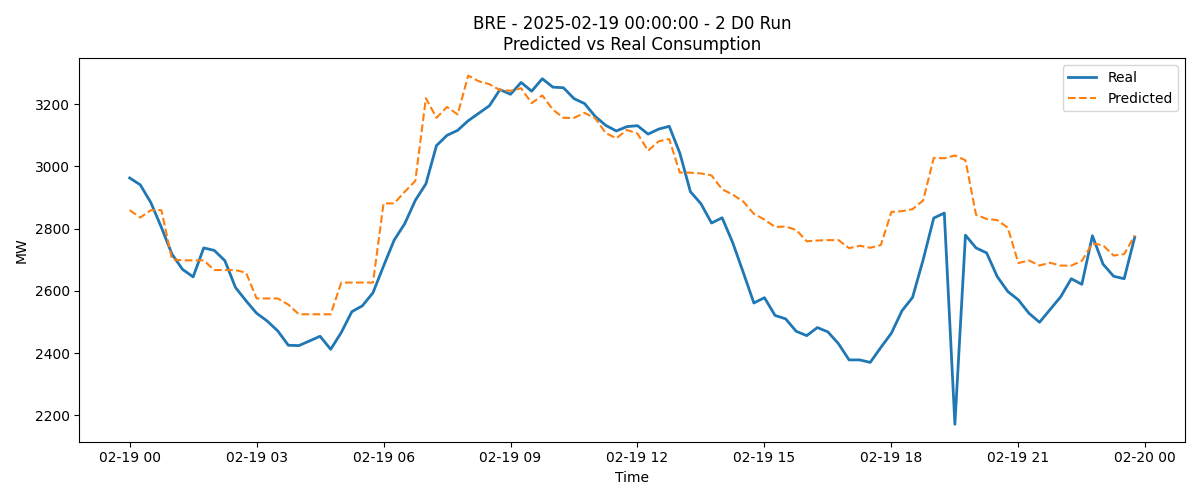 BRE - 2025-02-19 00:00:00 - 2 D0 Run
Predicted vs Real Consumption
Real
Predicted
MW
3200
3000
2800
2600
2400
2200
02-19 00
02-19 03
02-19 06
02-19 09
02-19 12
02-19 15
02-19 18
02-19 21
02-20 00
Time